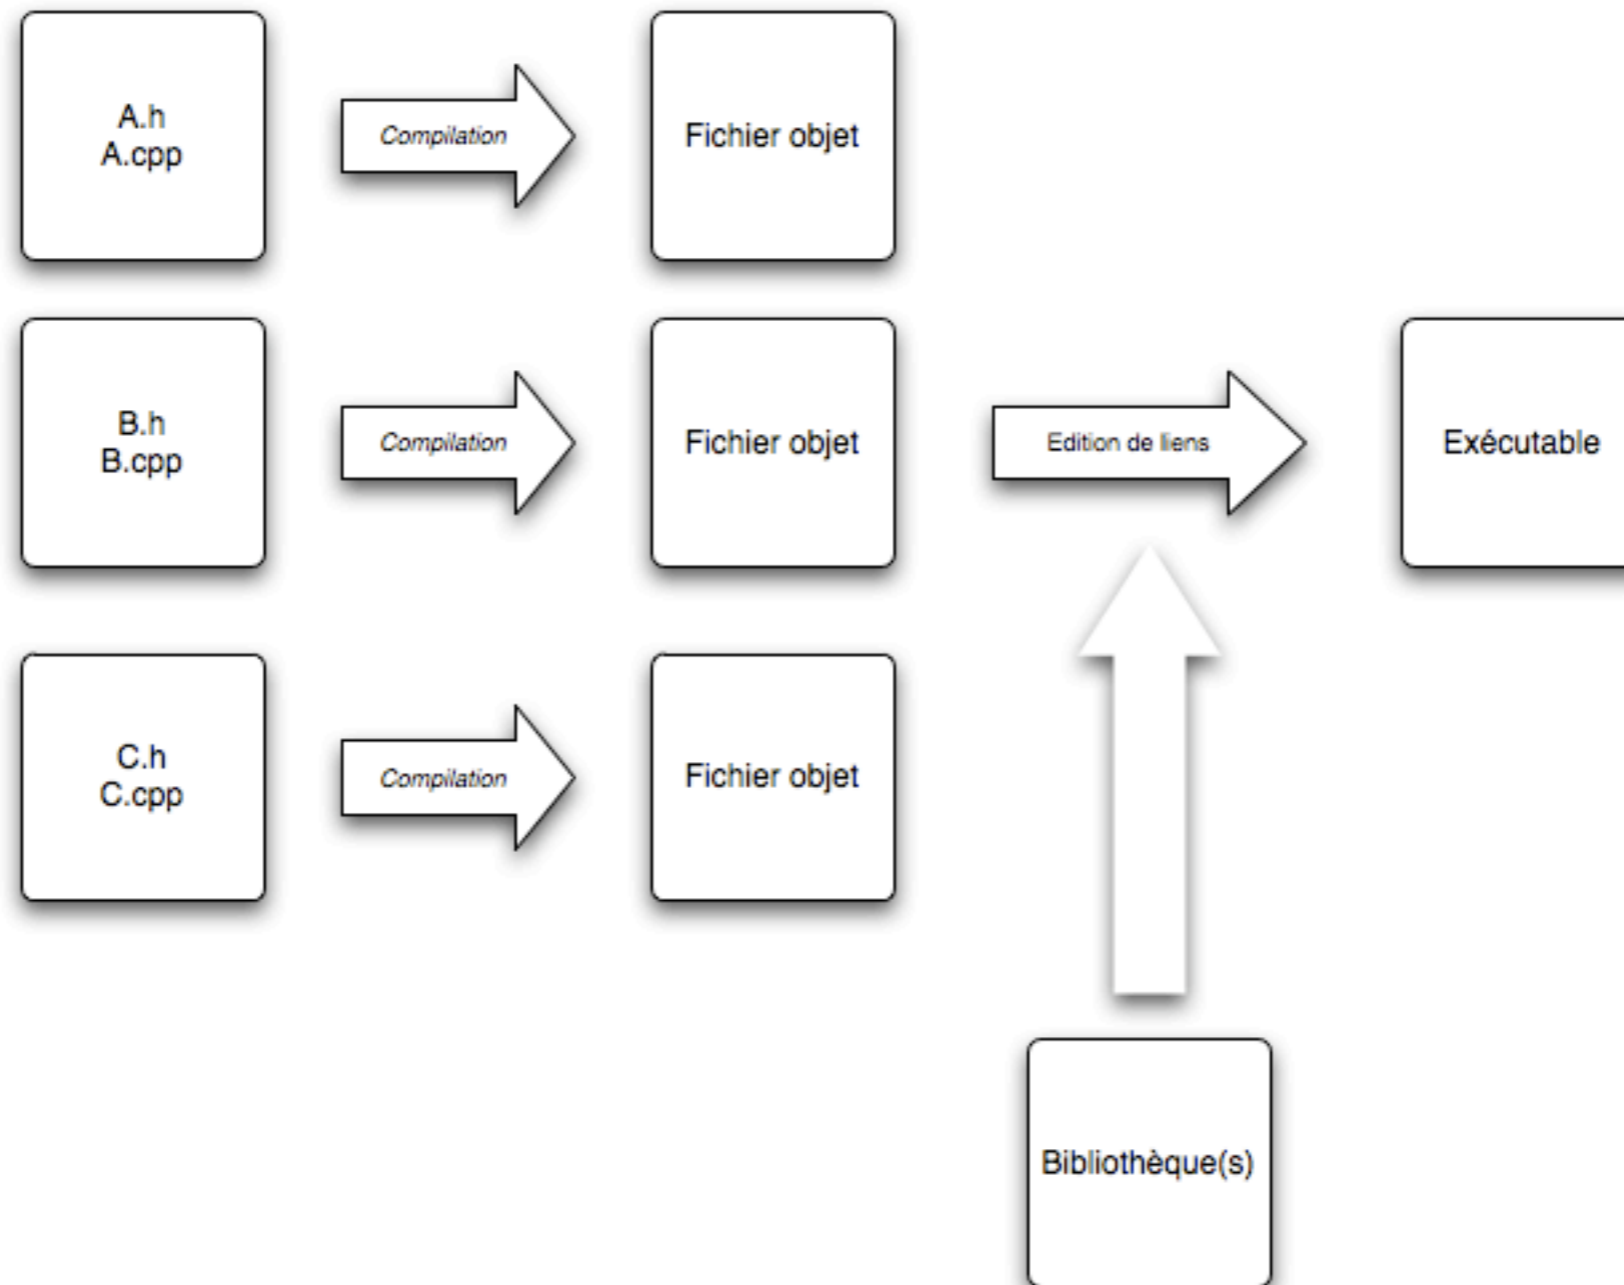 A.h
A.cpp
Compilation
Fichier objet
B.h
B.cpp
Compilation
Fichier objet
Edition de liens
Exécutable
C.h
C.cpp
Compilation
Fichier objet
Bibliothèque(s)